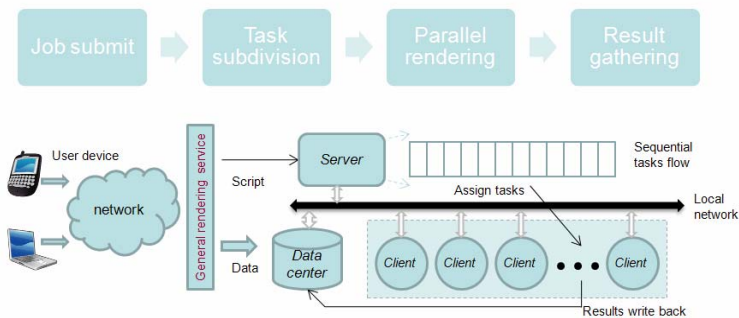 Job submit
Task
subdivision
Parallel
rendering
Result
gathering
User device
network
General rendering service
Script
Data
Server
Sequential
tasks flow
Assign tasks
Local
network
Data
center
Client
Client
Client
Client
Results write back